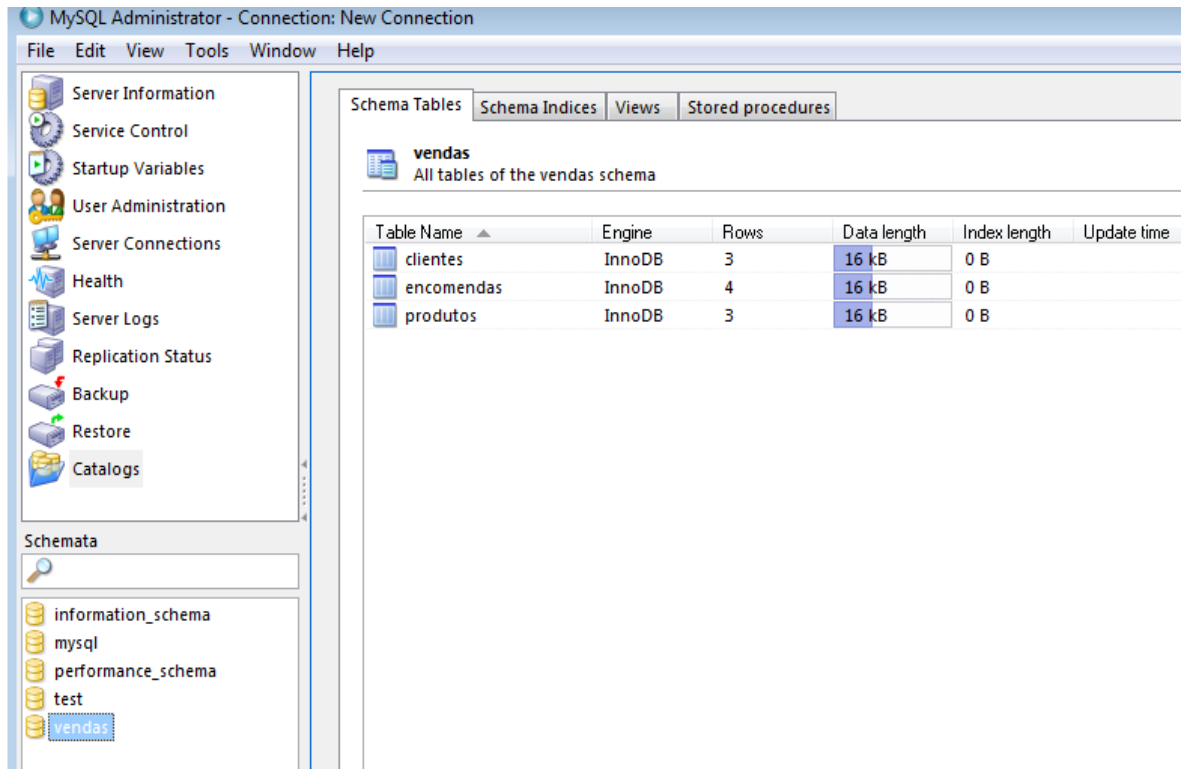 MySQL Administrator - Connection: New Connection
File Edit View Tools Window Help
Server Information
Service Control
Startup Variables
User Administration
Server Connections
Health
Server Logs
Replication Status
Backup
Restore
Catalogs
Schemata
information_schema
mysql
performance_schema
test
vendas
Schema Tables Schema Indices Views Stored procedures
vendas
All tables of the vendas schema
Table Name Engine Rows Data length Index length Update time
clientes InnoDB 3 16 kB 0 B
encomendas InnoDB 4 16 kB 0 B
produtos InnoDB 3 16 kB 0 B